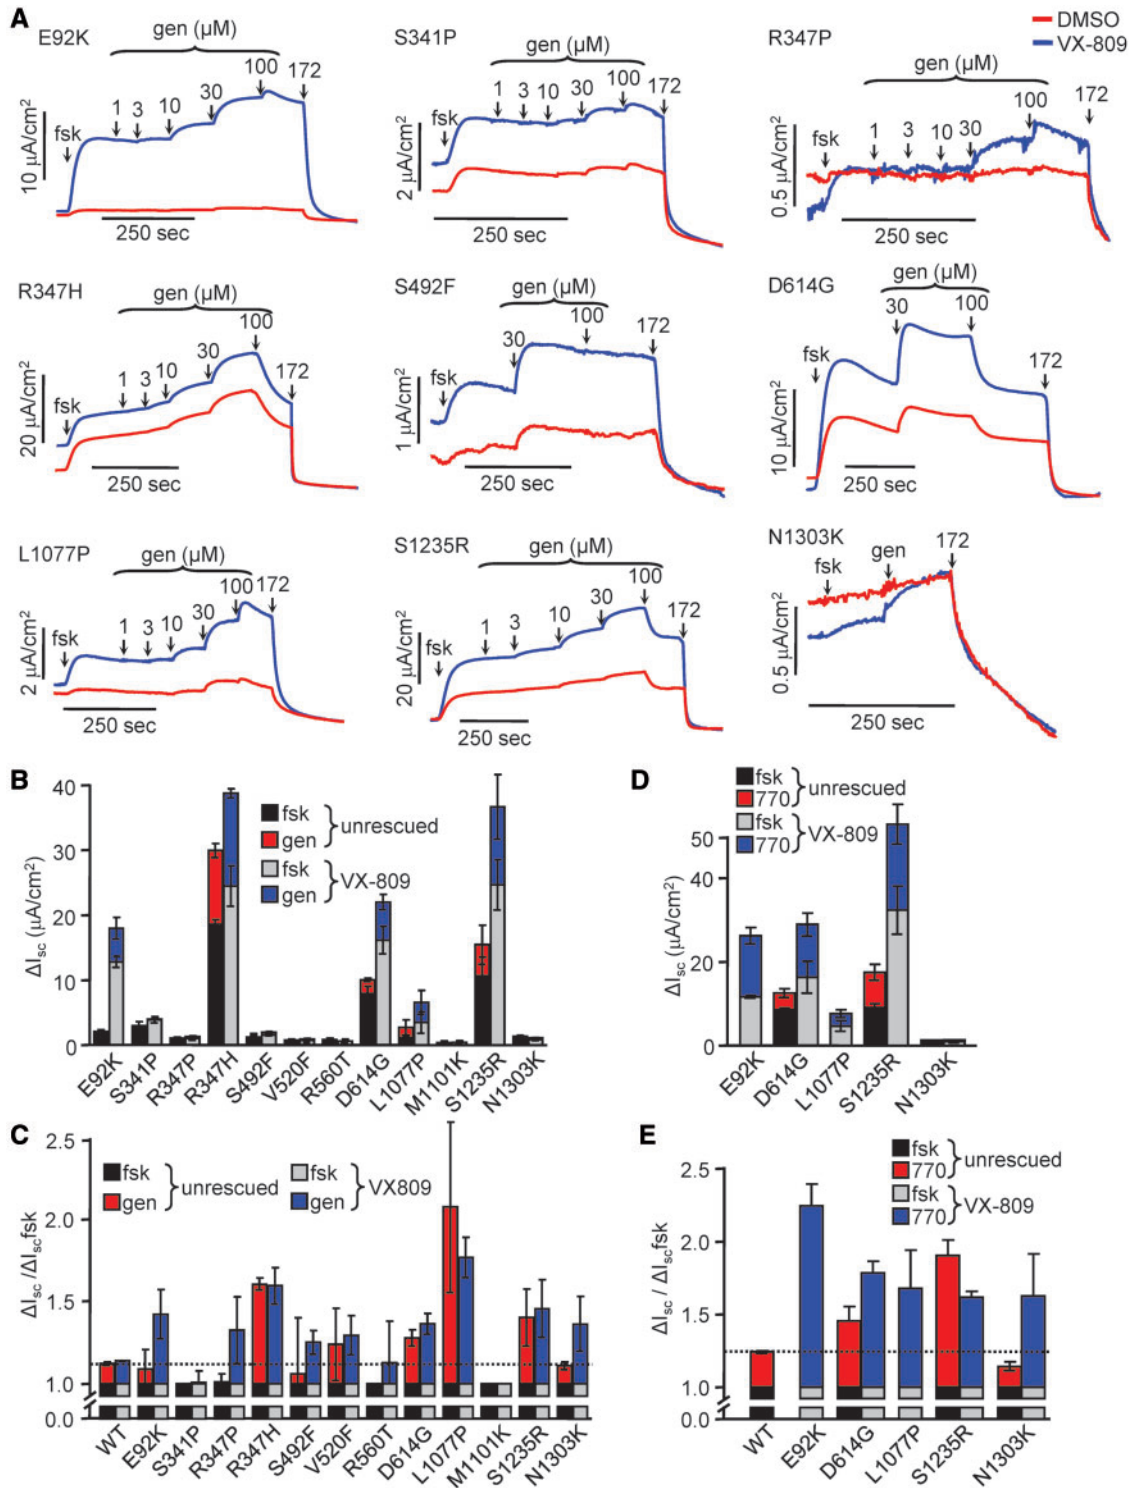 A
DMSO
VX-809
E92K
gen (µM)
fsk
1
3
10
30
100
172
10 µA/cm²
250 sec
S341P
gen (µM)
fsk
1
3
10
30
100
172
2 µA/cm²
250 sec
R347P
gen (µM)
fsk
1
3
10
30
100
172
0.5 µA/cm²
250 sec
R347H
gen (µM)
fsk
1
3
10
30
100
172
20 µA/cm²
250 sec
S492F
gen (µM)
fsk
30
100
172
1 µA/cm²
250 sec
D614G
gen (µM)
fsk
30
100
172
10 µA/cm²
250 sec
L1077P
gen (µM)
fsk
1
3
10
30
100
172
2 µA/cm²
250 sec
S1235R
gen (µM)
fsk
1
3
10
30
100
172
20 µA/cm²
250 sec
N1303K
fsk
gen
172
0.5 µA/cm²
250 sec
B
ΔIsc (µA/cm²)
40
30
20
10
0
fsk
gen
unrescued
fsk
gen
VX-809
E92K
S341P
R347P
R347H
S492F
V520F
R560T
D614G
L1077P
M1101K
S1235R
N1303K
D
ΔIsc (µA/cm²)
50
40
20
0
fsk
770
unrescued
fsk
770
VX-809
E92K
D614G
L1077P
S1235R
N1303K
C
ΔIsc /ΔIscfsk
2.5
2.0
1.5
1.0
0.0
fsk
gen
unrescued
fsk
gen
VX809
WT
E92K
S341P
R347P
R347H
S492F
V520F
R560T
D614G
L1077P
M1101K
S1235R
N1303K
E
ΔIsc / ΔIscfsk
2.5
2.0
1.5
1.0
0.0
fsk
770
unrescued
fsk
770
VX-809
WT
E92K
D614G
L1077P
S1235R
N1303K